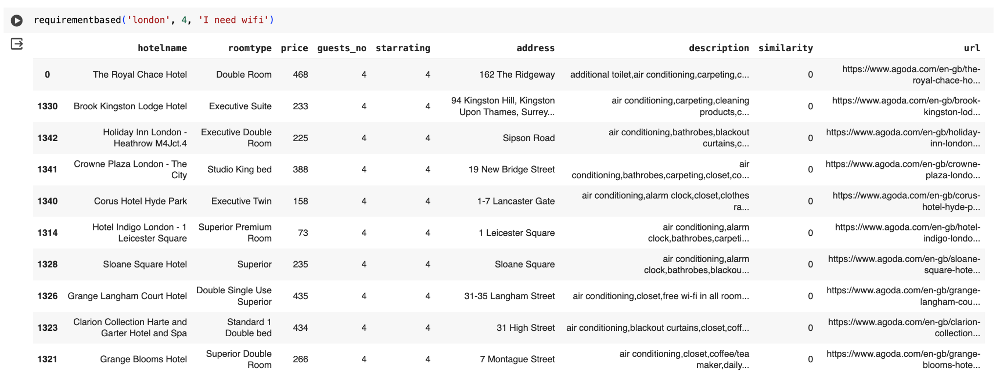 requirementbased('london', 4, 'I need wifi')
hotelname roomtype price guests_no starrating address description similarity url
0 The Royal Chace Hotel Double Room 468 4 4 162 The Ridgeway additional toilet,air conditioning,carpeting,c... 0 https://www.agoda.com/en-gb/the-
royal-chace-ho...
1330 Brook Kingston Lodge Hotel Executive Suite 233 4 4 94 Kingston Hill, Kingston air conditioning,carpeting,cleaning 0 https://www.agoda.com/en-gb/brook-
Upon Thames, Surrey... products,c... kingston-lod...
1342 Holiday Inn London - Executive Double 225 4 4 Sipson Road air conditioning,bathrobes,blackout 0 https://www.agoda.com/en-gb/holiday-
Heathrow M4Jct.4 Room curtains,c... inn-london...
1341 Crowne Plaza London - The Studio King bed 388 4 4 19 New Bridge Street air 0 https://www.agoda.com/en-gb/crowne-
City conditioning,bathrobes,carpeting,closet,co... plaza-londo...
1340 Corus Hotel Hyde Park Executive Twin 158 4 4 1-7 Lancaster Gate air conditioning,alarm clock,closet,clothes 0 https://www.agoda.com/en-gb/corus-
ra... hotel-hyde-p...
1314 Hotel Indigo London - 1 Superior Premium 73 4 4 1 Leicester Square air conditioning,alarm 0 https://www.agoda.com/en-gb/hotel-
Leicester Square Room clock,bathrobes,carpeti... indigo-londo...
1328 Sloane Square Hotel Superior 235 4 4 Sloane Square air conditioning,alarm 0 https://www.agoda.com/en-gb/sloane-
clock,bathrobes,blackou... square-hote...
1326 Grange Langham Court Hotel Double Single Use 435 4 4 31-35 Langham Street air conditioning,closet,free wi-fi in all room... 0 https://www.agoda.com/en-gb/grange-
Superior langham-cou...
1323 Clarion Collection Harte and Standard 1 434 4 4 31 High Street air conditioning,blackout curtains,closet,coff... 0 https://www.agoda.com/en-gb/clarion-
Garter Hotel and Spa Double bed collection...
1321 Grange Blooms Hotel Superior Double 266 4 4 7 Montague Street air conditioning,closet,coffee/tea 0 https://www.agoda.com/en-gb/grange-
Room maker,daily... blooms-hote...